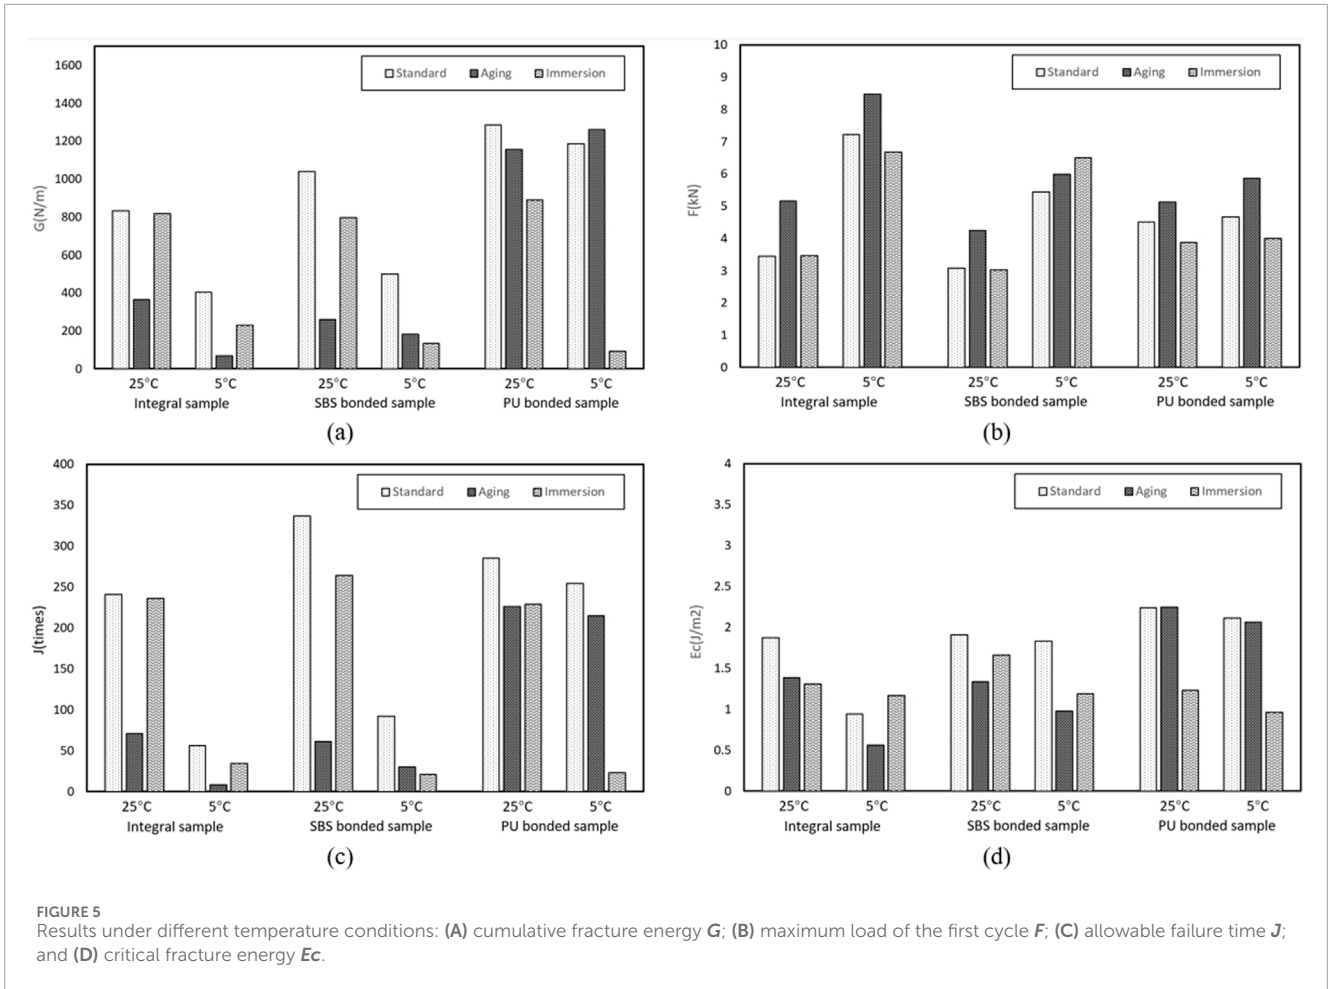 1600
1400
1200
1000
800
600
400
200
0
G(N/m)
Standard Aging Immersion
25°C 5°C 25°C 5°C 25°C 5°C
Integral sample SBS bonded sample PU bonded sample
(a)
10
9
8
7
6
5
4
3
2
1
0
F(kN)
Standard Aging Immersion
25°C 5°C 25°C 5°C 25°C 5°C
Integral sample SBS bonded sample PU bonded sample
(b)
400
350
300
250
200
150
100
50
0
J(times)
Standard Aging Immersion
25°C 5°C 25°C 5°C 25°C 5°C
Integral sample SBS bonded sample PU bonded sample
(c)
4
3.5
3
2.5
2
1.5
1
0.5
0
Ec(J/m2)
Standard Aging Immersion
25°C 5°C 25°C 5°C 25°C 5°C
Integral sample SBS bonded sample PU bonded sample
(d)
FIGURE 5
Results under different temperature conditions: (A) cumulative fracture energy G; (B) maximum load of the first cycle F; (C) allowable failure time J;
and (D) critical fracture energy Ec.